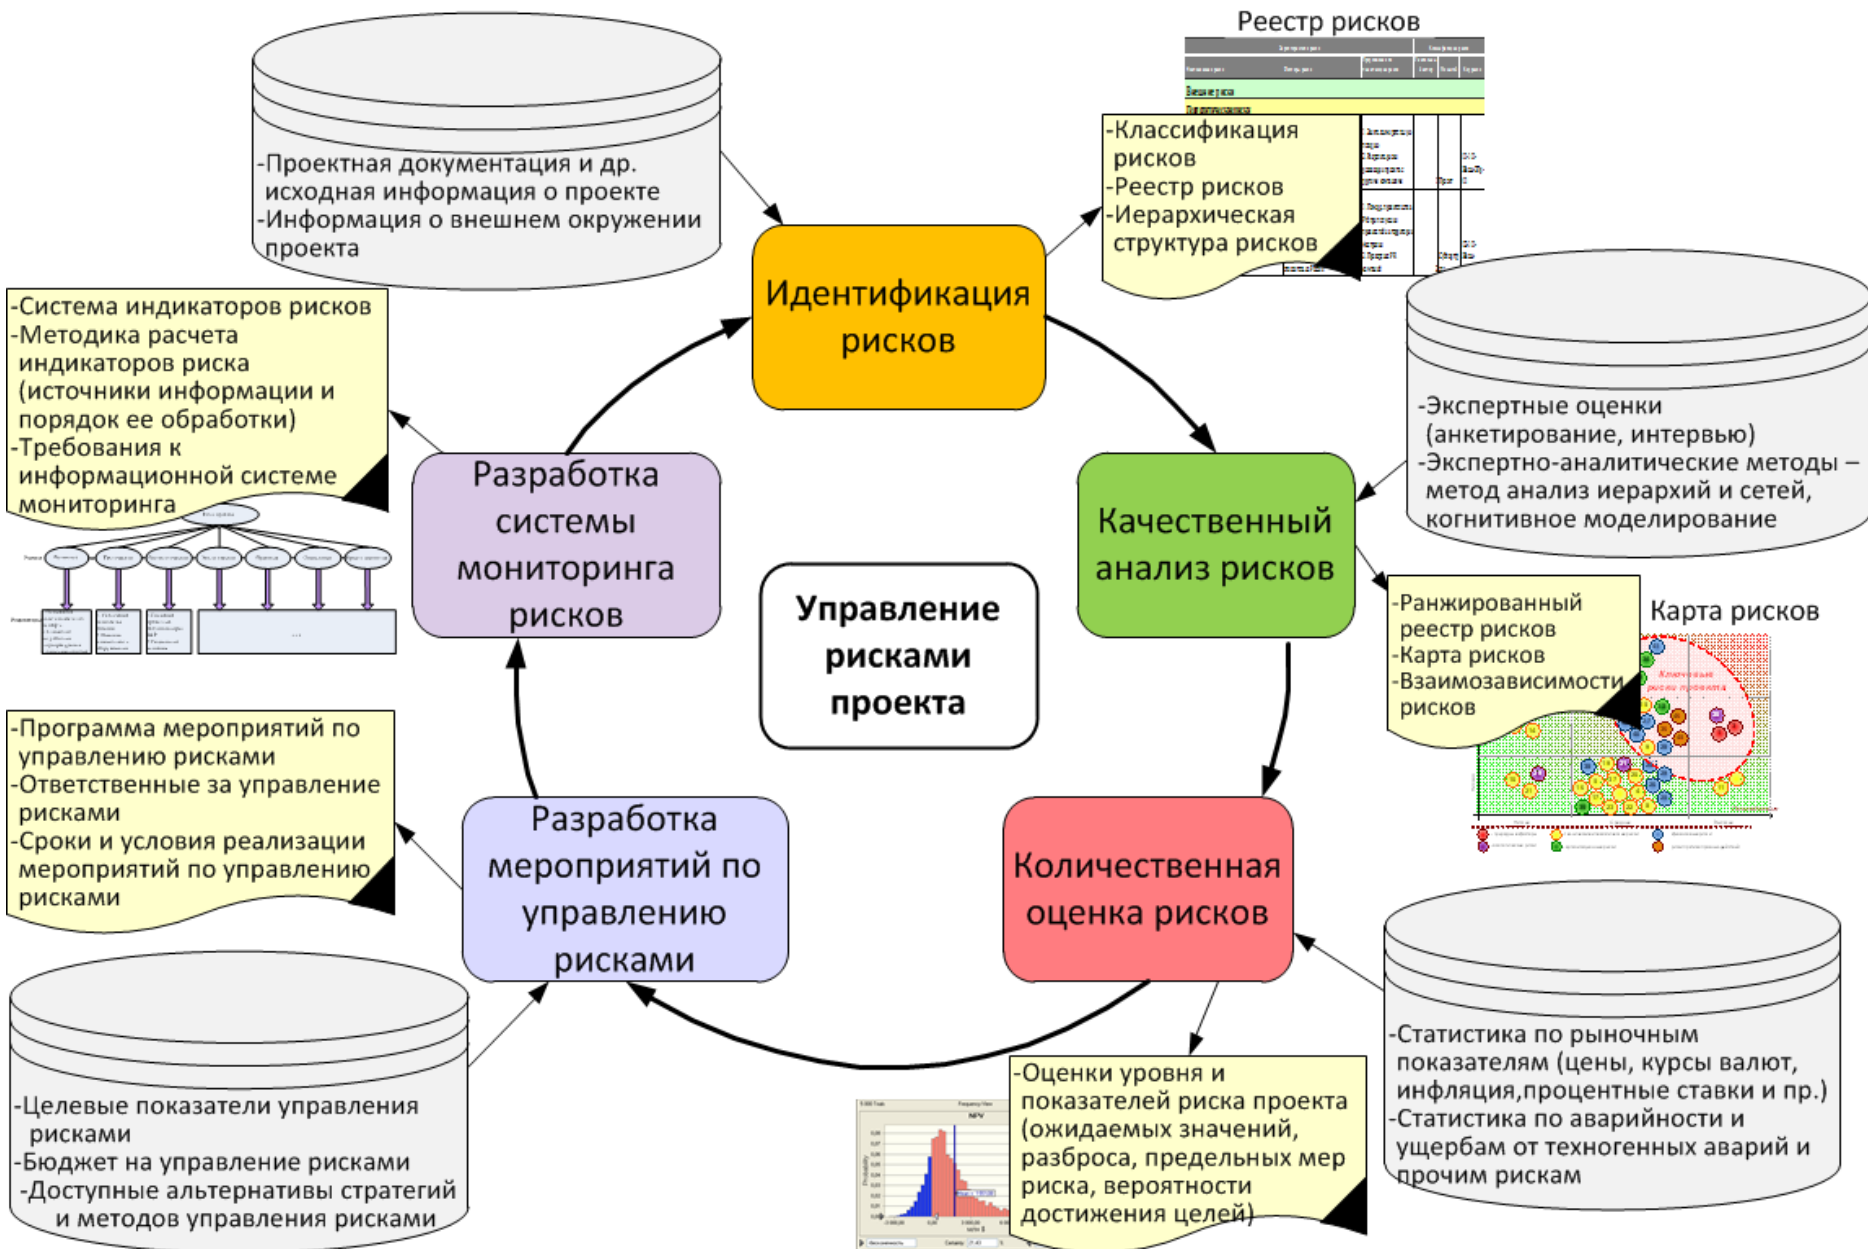 Реестр рисков
-Классификация
рисков
-Реестр рисков
-Иерархическая
структура рисков
-Проектная документация и др.
исходная информация о проекте
-Информация о внешнем окружении
проекта
Идентификация
рисков
-Система индикаторов рисков
-Методика расчета
индикаторов риска
(источники информации и
порядок ее обработки)
-Требования к
информационной системе
мониторинга
-Экспертные оценки
(анкетирование, интервью)
-Экспертно-аналитические методы –
метод анализ иерархий и сетей,
когнитивное моделирование
Разработка
системы
мониторинга
рисков
Качественный
анализ рисков
Управление
рисками
проекта
-Ранжированный
реестр рисков
-Карта рисков
-Взаимозависимости
рисков
Карта рисков
Ключевые
риски проекта
-Программа мероприятий по
управлению рисками
-Ответственные за управление
рисками
-Сроки и условия реализации
мероприятий по управлению
рисками
Разработка
мероприятий по
управлению
рисками
Количественная
оценка рисков
-Целевые показатели управления
рисками
-Бюджет на управление рисками
-Доступные альтернативы стратегий
и методов управления рисками
NPV
Probability
-Оценки уровня и
показателей риска проекта
(ожидаемых значений,
разброса, предельных мер
риска, вероятности
достижения целей)
-Статистика по рыночным
показателям (цены, курсы валют,
инфляция,процентные ставки и пр.)
-Статистика по аварийности и
ущербам от техногенных аварий и
прочим рискам